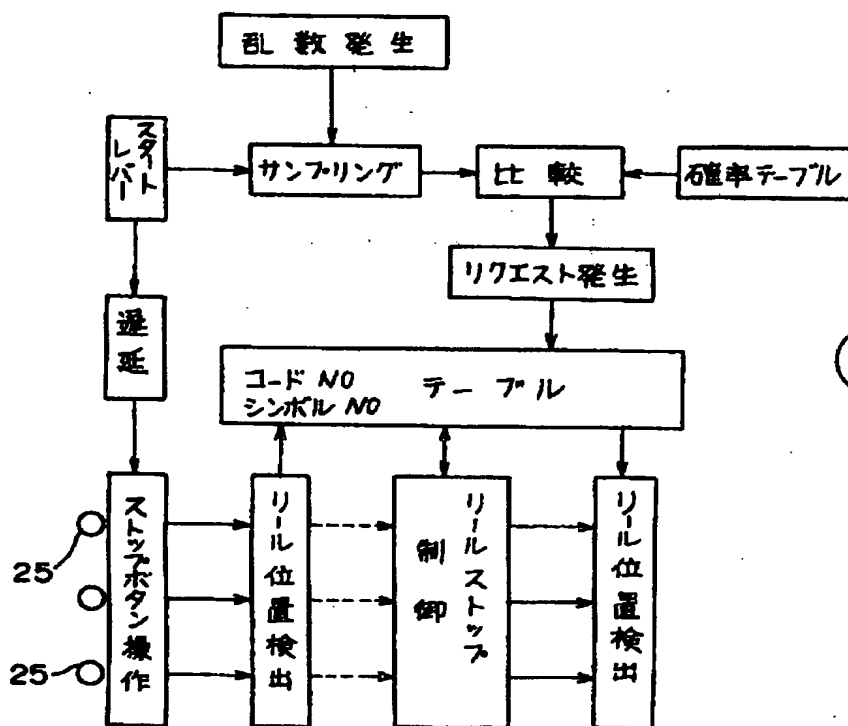 乱数発生
スタート
レバー
サンプリング
比較
確率テーブル
リクエスト発生
遅延
コード NO
シンボル NO
テーブル
25
25
ストップボタン操作
リール位置検出
リールストップ
制御
リール位置検出